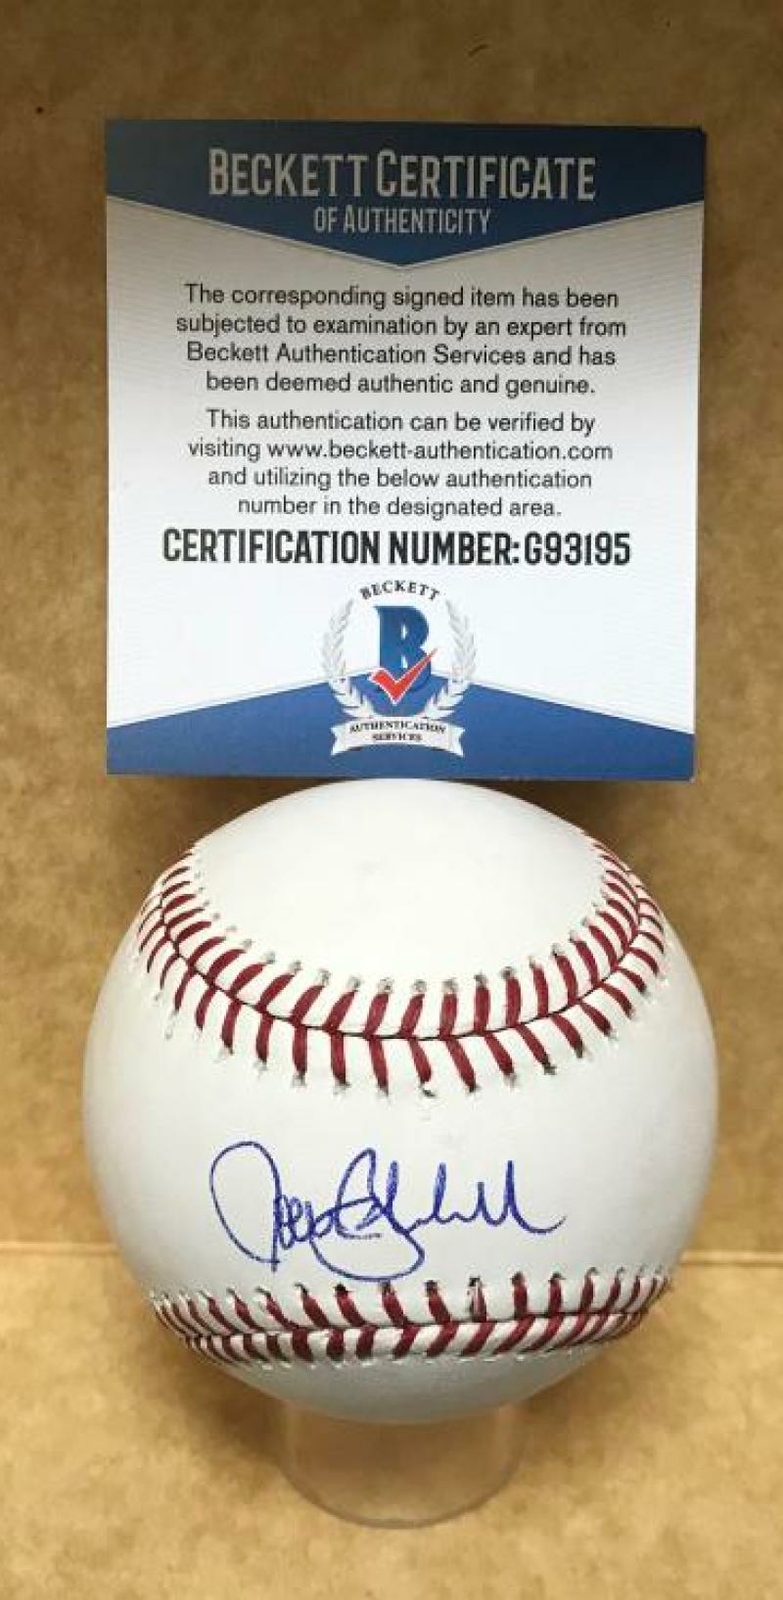 BECKETT CERTIFICATE
OF AUTHENTICITY
The corresponding signed item has been
subjected to examination by an expert from
Beckett Authentication Services and has
been deemed authentic and genuine.
This authentication can be verified by
visiting www.beckett-authentication.com
and utilizing the below authentication
number in the designated area.
CERTIFICATION NUMBER:G93195
BECKETT
B
AUTHENTICATION
SERVICES